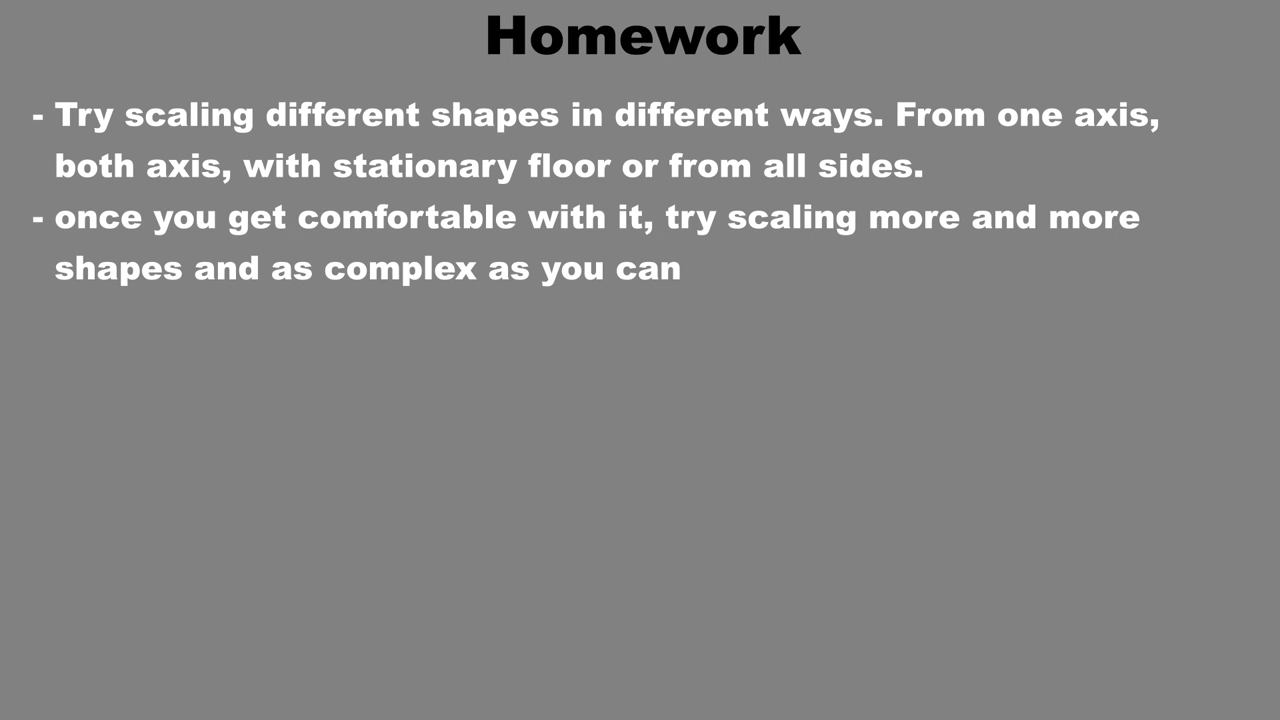 Homework
- Try scaling different shapes in different ways. From one axis,
both axis, with stationary floor or from all sides.
- once you get comfortable with it, try scaling more and more
shapes and as complex as you can